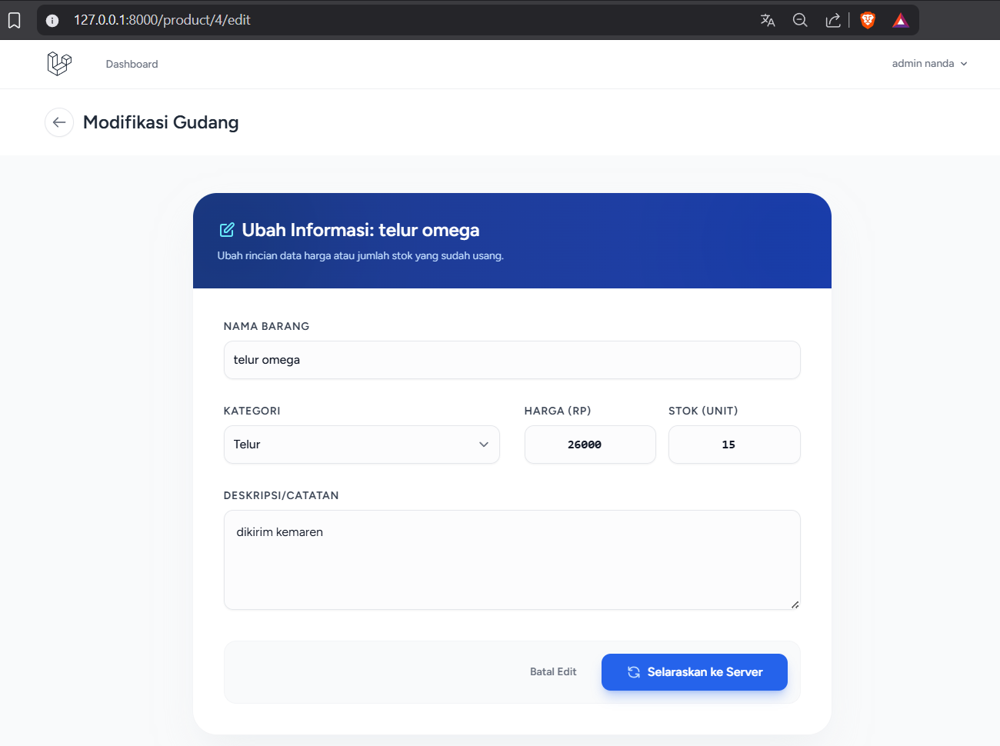 127.0.0.1:8000/product/4/edit
Dashboard
admin nanda
Modifikasi Gudang
Ubah Informasi: telur omega
Ubah rincian data harga atau jumlah stok yang sudah usang.
NAMA BARANG
telur omega
KATEGORI
HARGA (RP)
STOK (UNIT)
Telur
26000
15
DESKRIPSI/CATATAN
dikirim kemaren
Batal Edit
Selaraskan ke Server